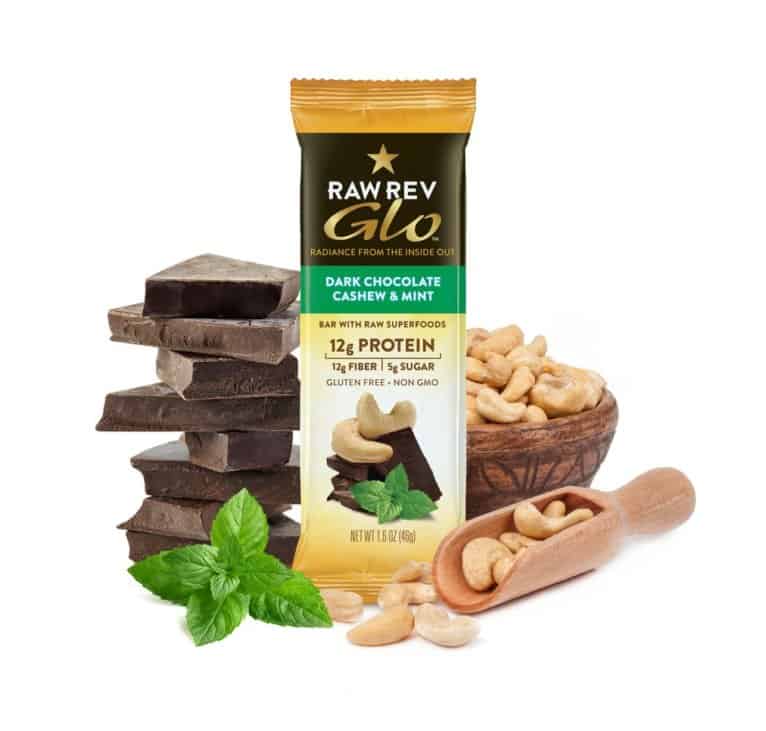 RAW REV
Glo™
RADIANCE FROM THE INSIDE OUT
DARK CHOCOLATE
CASHEW & MINT
BAR WITH RAW SUPERFOODS
12g PROTEIN
12g FIBER | 5g SUGAR
GLUTEN FREE • NON GMO
NET WT 1.6 OZ (46g)